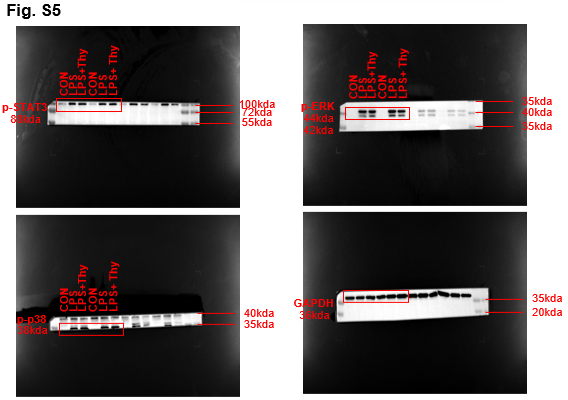 Fig. S5
CON
LPS
LPS+Thy
CON
LPS
LPS+ Thy
p-STAT3
100kda
72kda
55kda
CON
LPS
LPS+Thy
CON
LPS
LPS+ Thy
p ERK
44kda
42kda
35kda
40kda
35kda
CON
LPS
LPS+Thy
CON
LPS
LPS+ Thy
p-p38
38kda
40kda
35kda
GAPDH
36kda
35kda
20kda